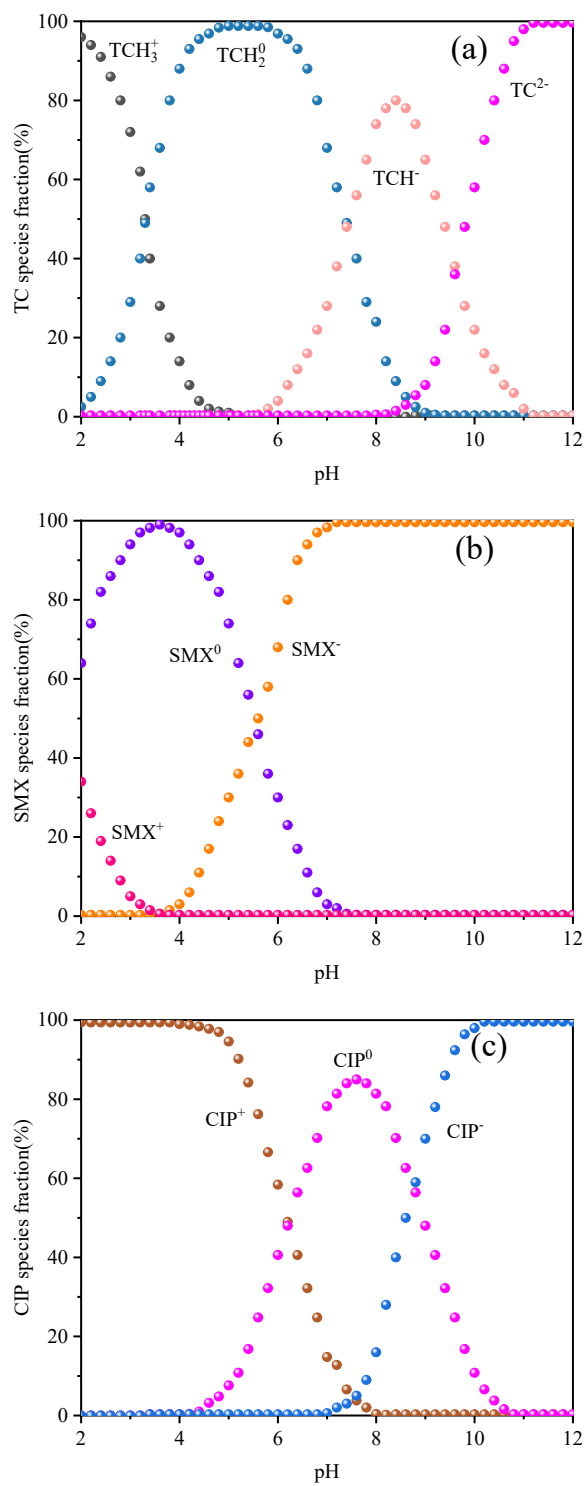 (a)
TCH₃⁺
TCH₂⁰
TC²⁻
TCH⁻
TC species fraction(%)
100
80
60
40
20
0
2 4 6 8 10 12
pH
(b)
SMX⁰
SMX⁻
SMX⁺
SMX species fraction(%)
100
80
60
40
20
0
2 4 6 8 10 12
pH
(c)
CIP⁰
CIP⁺
CIP⁻
CIP species fraction(%)
100
80
60
40
20
0
2 4 6 8 10 12
pH